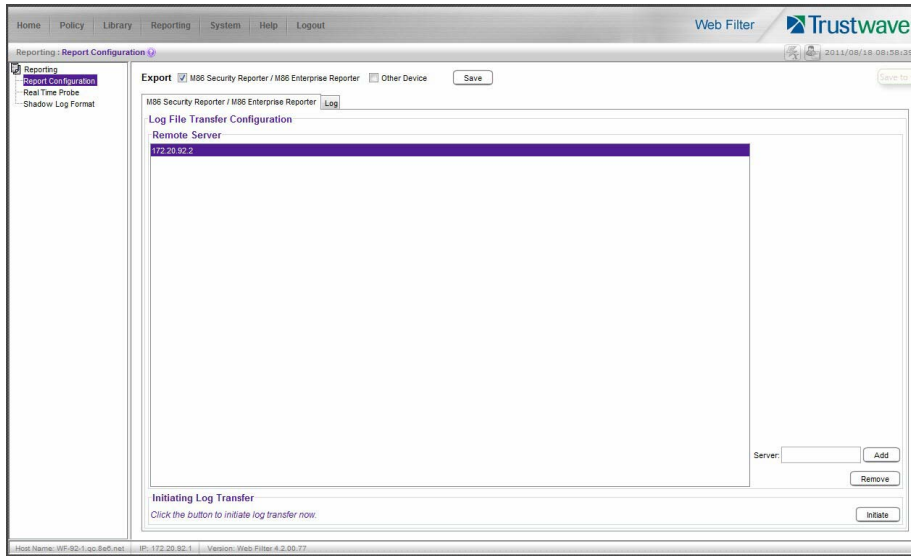 Home Policy Library Reporting System Help Logout
Web Filter
Trustwave
Reporting : Report Configuration
2011/08/18 08:58:39
Reporting
Report Configuration
Real Time Probe
Shadow Log Format
Export M86 Security Reporter / M86 Enterprise Reporter Other Device Save
Save to
M86 Security Reporter / M86 Enterprise Reporter Log
Log File Transfer Configuration
Remote Server
172.20.92.2
Server: Add
Remove
Initiating Log Transfer
Click the button to initiate log transfer now.
Initiate
Host Name: WF-92-1.qc.8e6.net IP: 172.20.92.1 Version: Web Filter 4.2.00.77